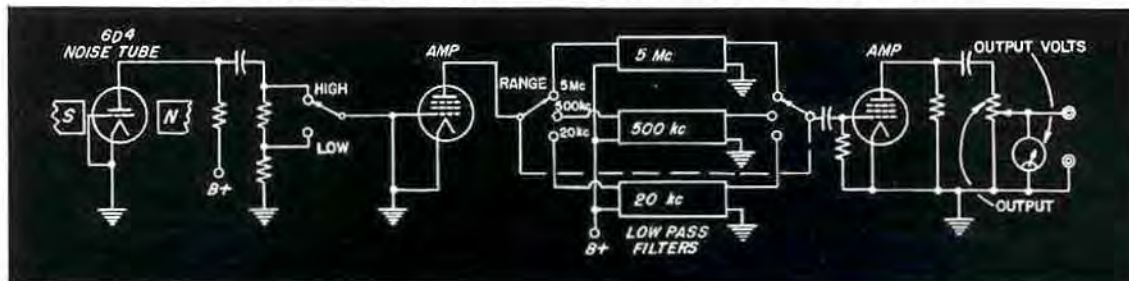 6D4
NOISE TUBE
S
N
B+
HIGH
LOW
AMP
RANGE
5Mc
500kc
20kc
5 Mc
500 kc
20 kc
B+
LOW PASS
FILTERS
AMP
OUTPUT VOLTS
OUTPUT